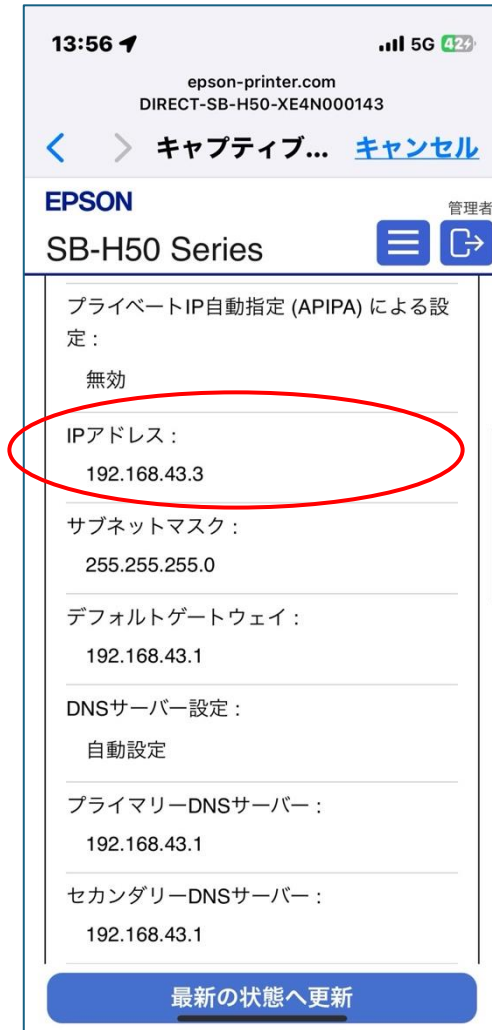 13:56
5G 42
epson-printer.com
DIRECT-SB-H50-XE4N000143
キャプティブ... キャンセル
EPSON
管理者
SB-H50 Series
プライベートIP自動指定 (APIPA) による設
定 :
無効
IPアドレス :
192.168.43.3
サブネットマスク :
255.255.255.0
デフォルトゲートウェイ :
192.168.43.1
DNSサーバー設定 :
自動設定
プライマリーDNSサーバー :
192.168.43.1
セカンダリーDNSサーバー :
192.168.43.1
最新の状態へ更新